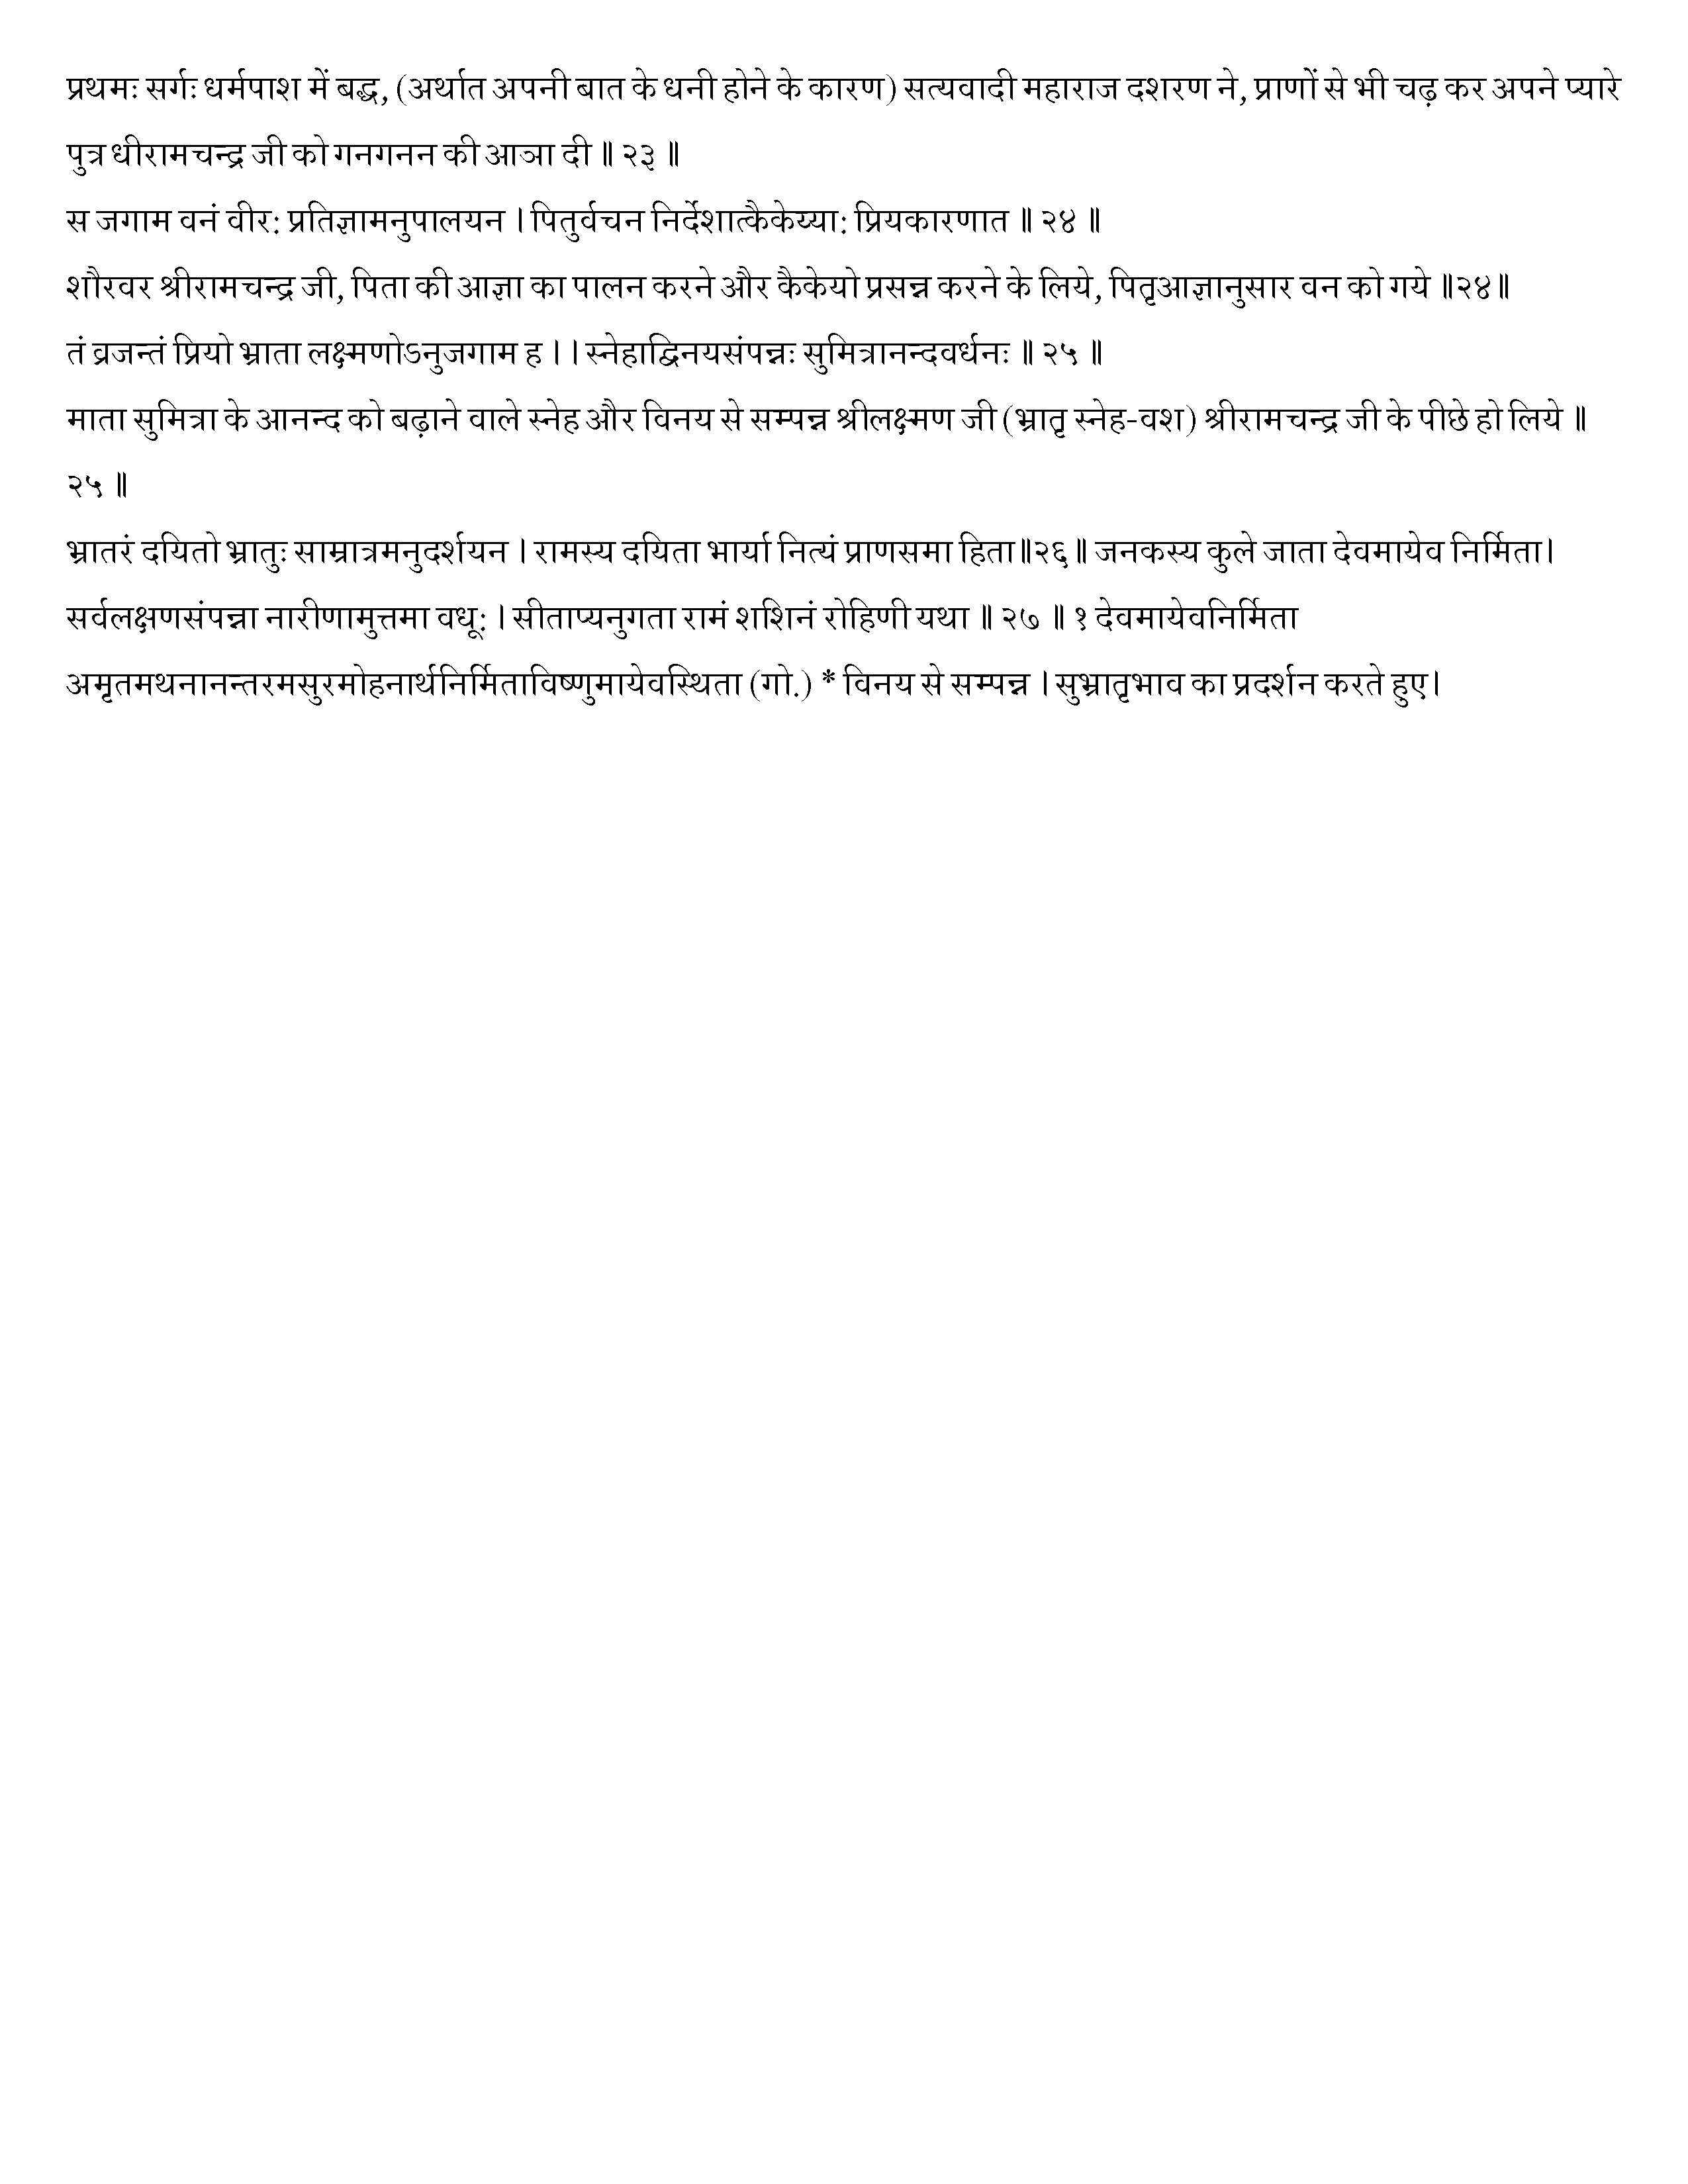 प्रथमः सर्गः धर्मपाश में बद्ध, (अर्थात अपनी बात के धनी होने के कारण) सत्यवादी महाराज दशरण ने, प्राणों से भी चढ़ कर अपने प्यारे
पुत्र धीरामचन्द्र जी को गनगनन की आञा दी ॥ २३ ॥
स जगाम वनं वीर: प्रतिज्ञामनुपालयन । पितुर्वचन निर्देशात्कैकेय्या: प्रियकारणात ॥ २४ ॥
शौरवर श्रीरामचन्द्र जी, पिता की आज्ञा का पालन करने और कैकेयो प्रसन्न करने के लिये, पितृआज्ञानुसार वन को गये ॥२४॥
तं व्रजन्तं प्रियो भ्राता लक्ष्मणोऽनुजगाम ह । । स्नेहाद्विनयसंपन्नः सुमित्रानन्दवर्धनः ॥ २५ ॥
माता सुमित्रा के आनन्द को बढ़ाने वाले स्नेह और विनय से सम्पन्न श्रीलक्ष्मण जी (भ्रातृ स्नेह-वश) श्रीरामचन्द्र जी के पीछे हो लिये ॥
२५ ॥
भ्रातरं दयितो भ्रातुः साम्रात्रमनुदर्शयन । रामस्य दयिता भार्या नित्यं प्राणसमा हिता॥२६॥ जनकस्य कुले जाता देवमायेव निर्मिता।
सर्वलक्षणसंपन्ना नारीणामुत्तमा वधू: । सीताप्यनुगता रामं शशिनं रोहिणी यथा ॥ २७ ॥ १ देवमायेवनिर्मिता
अमृतमथनानन्तरमसुरमोहनार्थनिर्मिताविष्णुमायेवस्थिता (गो.) * विनय से सम्पन्न । सुभ्रातृभाव का प्रदर्शन करते हुए।